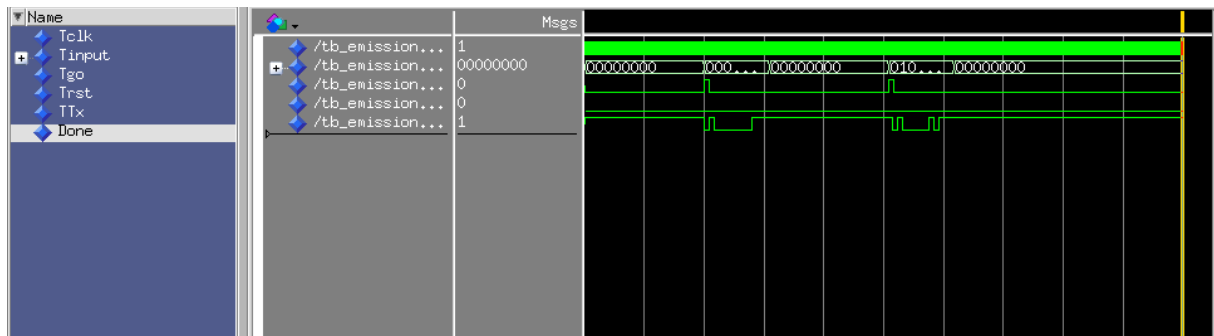 Name
Tclk
Tinput
Tgo
Trst
TTx
Done
Msgs
/tb_emission... 1
/tb_emission... 00000000
/tb_emission... 0
/tb_emission... 0
/tb_emission... 1
00000000 000... 00000000 010... 00000000